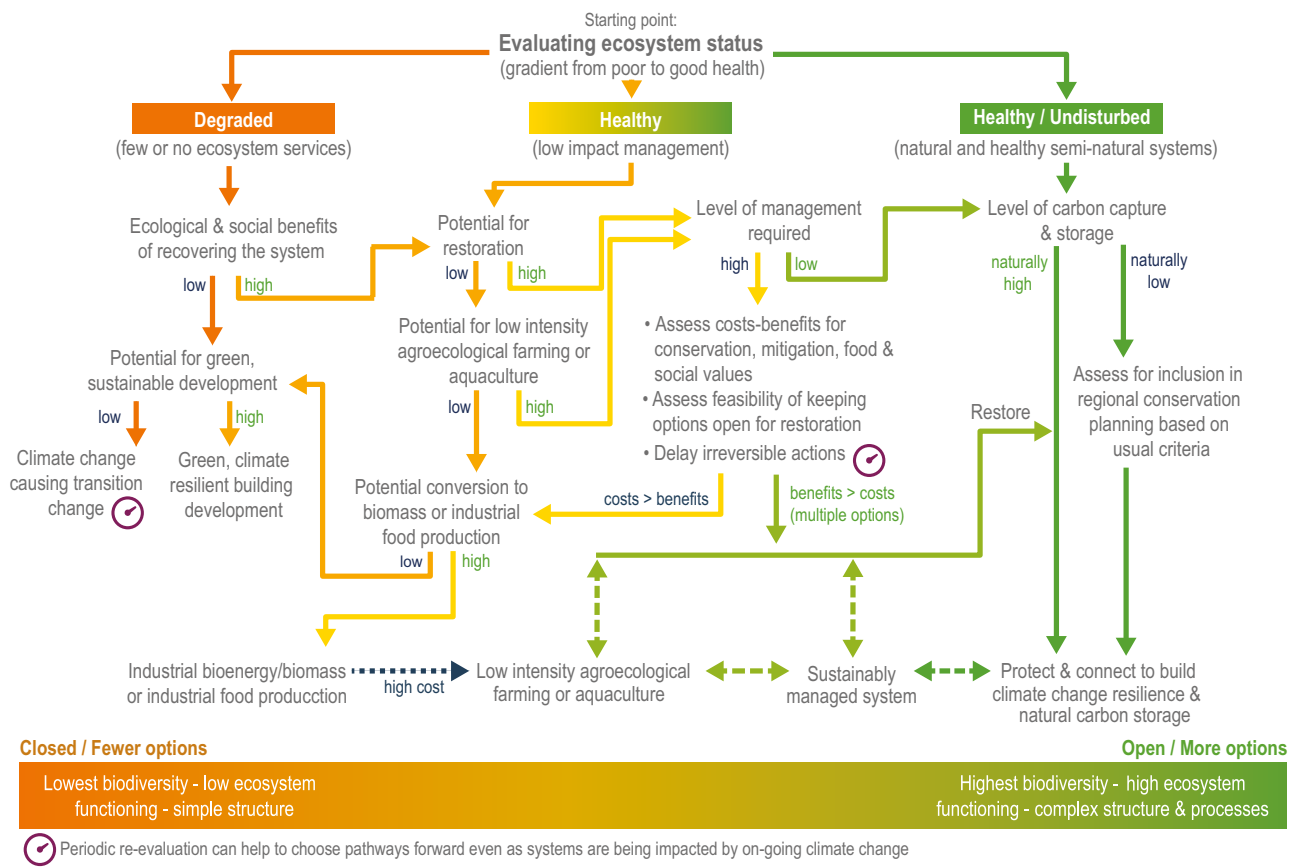 Starting point:
Evaluating ecosystem status
(gradient from poor to good health)
Degraded
(few or no ecosystem services)
Healthy
(low impact management)
Healthy / Undisturbed
(natural and healthy semi-natural systems)
Ecological & social benefits
of recovering the system
low
high
Potential for
restoration
low
high
Level of management
required
high
low
Level of carbon capture
& storage
naturally
high
naturally
low
Potential for green,
sustainable development
low
high
Potential for low intensity
agroecological farming or
aquaculture
low
high
• Assess costs-benefits for
conservation, mitigation, food &
social values
• Assess feasibility of keeping
options open for restoration
• Delay irreversible actions
Assess for inclusion in
regional conservation
planning based on
usual criteria
Restore
Climate change
causing transition
change
Green, climate
resilient building
development
Potential conversion to
biomass or industrial
food production
low
high
costs > benefits
benefits > costs
(multiple options)
Industrial bioenergy/biomass
or industrial food production
high cost
Low intensity agroecological
farming or aquaculture
Sustainably
managed system
Protect & connect to build
climate change resilience &
natural carbon storage
Closed / Fewer options
Open / More options
Lowest biodiversity - low ecosystem
functioning - simple structure
Highest biodiversity - high ecosystem
functioning - complex structure & processes
Periodic re-evaluation can help to choose pathways forward even as systems are being impacted by on-going climate change